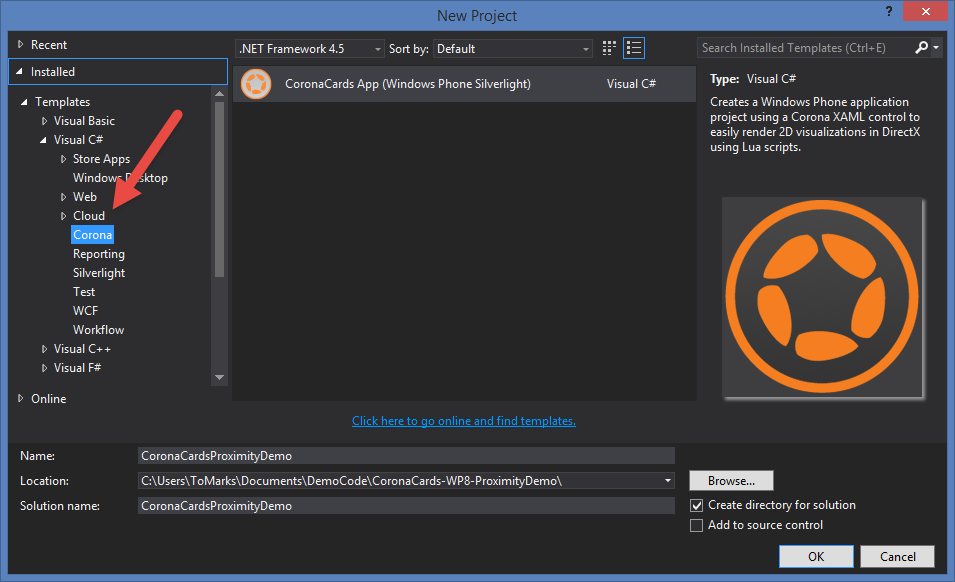 New Project
?
Recent
.NET Framework 4.5
Sort by:
Default
Search Installed Templates (Ctrl+E)
Installed
Templates
Visual Basic
Visual C#
Store Apps
Windows Desktop
Web
Cloud
Corona
Reporting
Silverlight
Test
WCF
Workflow
Visual C++
Visual F#
Online
CoronaCards App (Windows Phone Silverlight)
Visual C#
Type: Visual C#
Creates a Windows Phone application
project using a Corona XAML control to
easily render 2D visualizations in DirectX
using Lua scripts.
Click here to go online and find templates.
Name:
CoronaCardsProximityDemo
Location:
C:\Users\ToMarks\Documents\DemoCode\CoronaCards-WP8-ProximityDemo\
Browse...
Solution name:
CoronaCardsProximityDemo
Create directory for solution
Add to source control
OK
Cancel